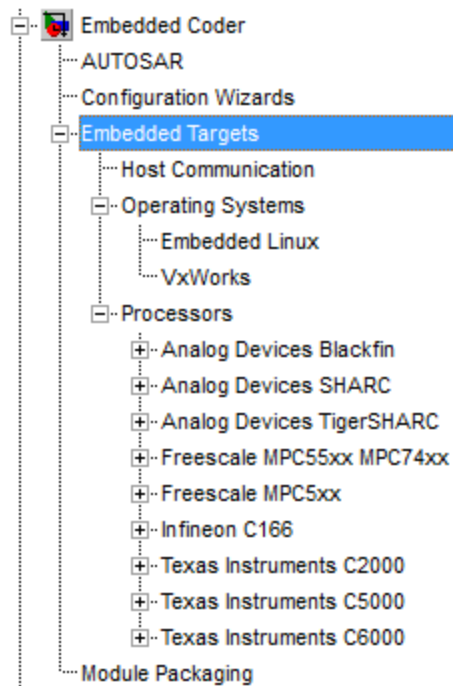 Embedded Coder
AUTOSAR
Configuration Wizards
Embedded Targets
Host Communication
Operating Systems
Embedded Linux
VxWorks
Processors
Analog Devices Blackfin
Analog Devices SHARC
Analog Devices TigerSHARC
Freescale MPC55xx MPC74xx
Freescale MPC5xx
Infineon C166
Texas Instruments C2000
Texas Instruments C5000
Texas Instruments C6000
Module Packaging